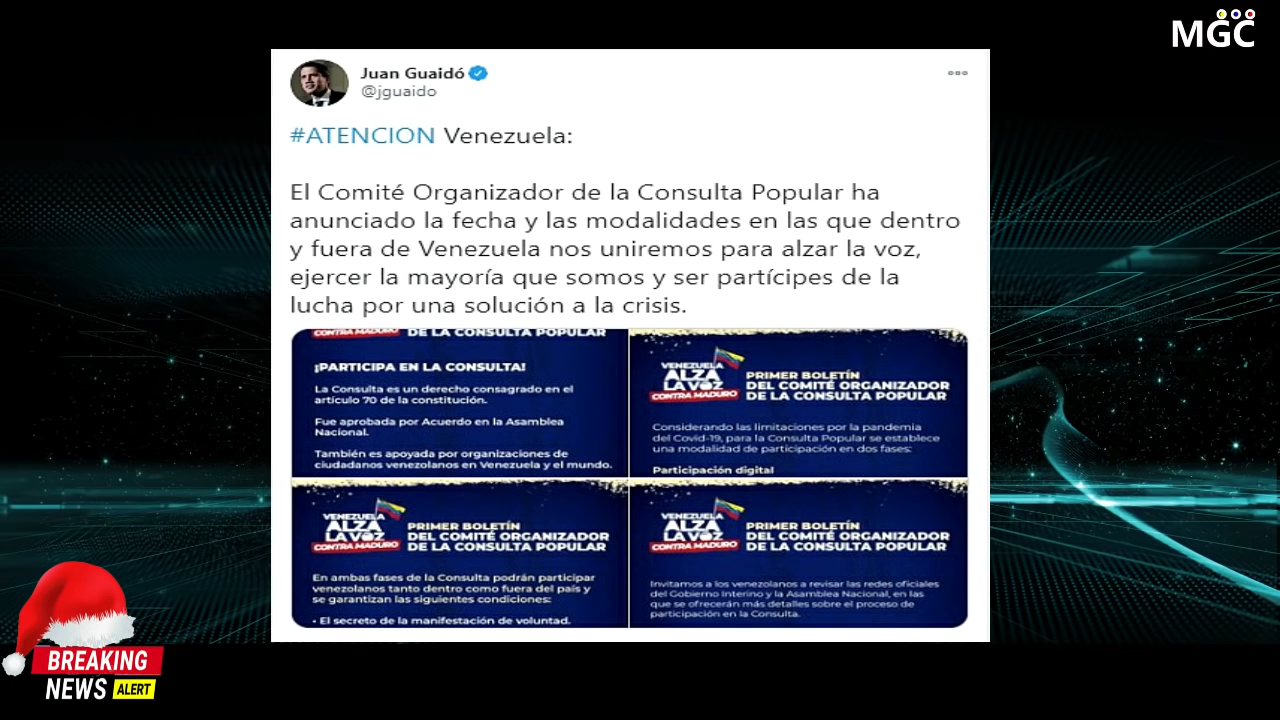 MGC
Juan Guaidó
@jguaido
#ATENCION Venezuela:
El Comité Organizador de la Consulta Popular ha
anunciado la fecha y las modalidades en las que dentro
y fuera de Venezuela nos uniremos para alzar la voz,
ejercer la mayoría que somos y ser partícipes de la
lucha por una solución a la crisis.
CONTRA MADURO
DE LA CONSULTA POPULAR
¡PARTICIPA EN LA CONSULTA!
La Consulta es un derecho consagrado en el
artículo 70 de la constitución.
Fue aprobada por Acuerdo en la Asamblea
Nacional.
También es apoyada por organizaciones de
ciudadanos venezolanos en Venezuela y el mundo.
VENEZUELA
ALZA
LA VOZ
CONTRA MADURO
PRIMER BOLETÍN
DEL COMITÉ ORGANIZADOR
DE LA CONSULTA POPULAR
Considerando las limitaciones por la pandemia
del Covid-19, para la Consulta Popular se establece
una modalidad de participación en dos fases:
Participación digital
VENEZUELA
ALZA
LA VOZ
CONTRA MADURO
PRIMER BOLETÍN
DEL COMITÉ ORGANIZADOR
DE LA CONSULTA POPULAR
En ambas fases de la Consulta podrán participar
venezolanos tanto dentro como fuera del país y
se garantizan las siguientes condiciones:
• El secreto de la manifestación de voluntad.
VENEZUELA
ALZA
LA VOZ
CONTRA MADURO
PRIMER BOLETÍN
DEL COMITÉ ORGANIZADOR
DE LA CONSULTA POPULAR
Invitamos a los venezolanos a revisar las redes oficiales
del Gobierno Interino y la Asamblea Nacional, en las
que se ofrecerán más detalles sobre el proceso de
participación en la Consulta.
BREAKING
NEWS ALERT